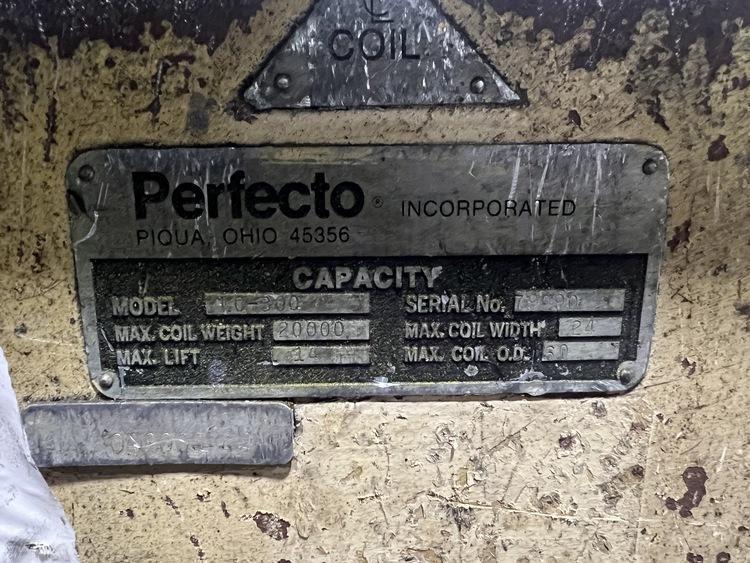 ℄
COIL
Perfecto® INCORPORATED
PIQUA, OHIO 45356
CAPACITY
MODEL SERIAL No.
MAX. COIL WEIGHT 20000 MAX. COIL WIDTH 24
MAX. LIFT 14 MAX. COIL O.D. 60